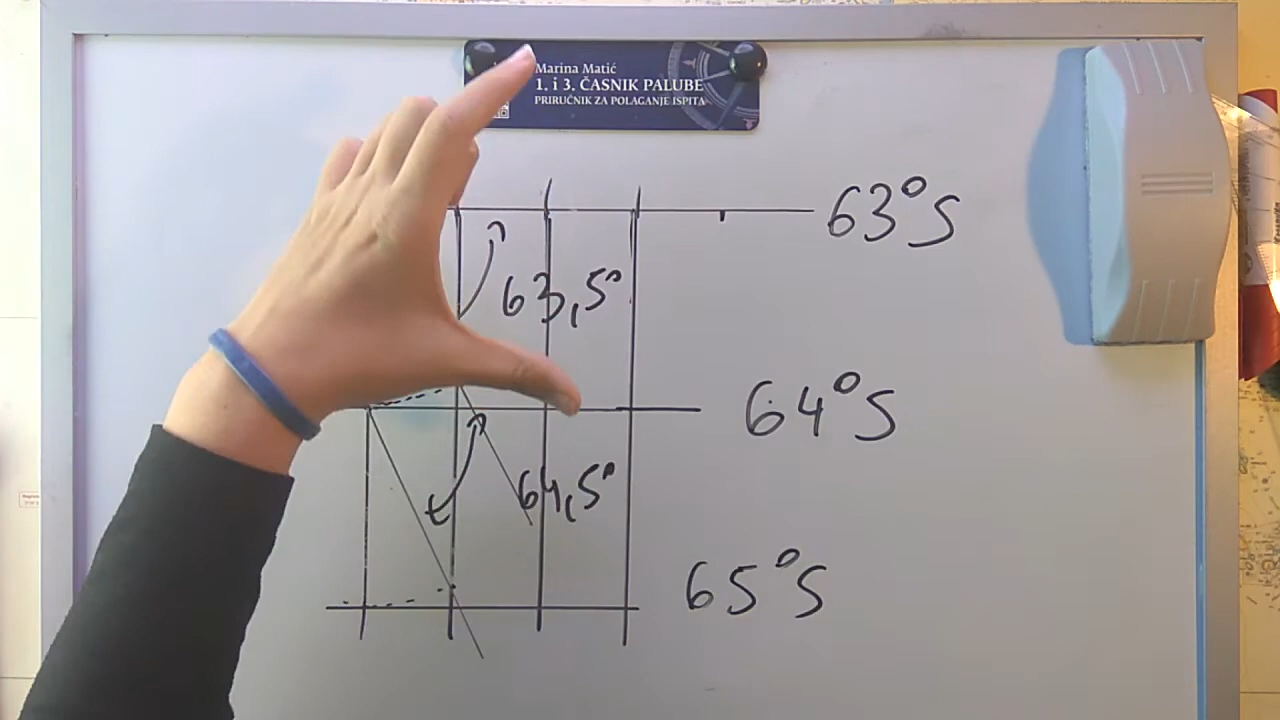 Marina Matić
1. i 3. ČASNIK PALUBE
PRIRUČNIK ZA POLAGANJE ISPITA
63°S
63,5°
64°S
64,5°
65°S